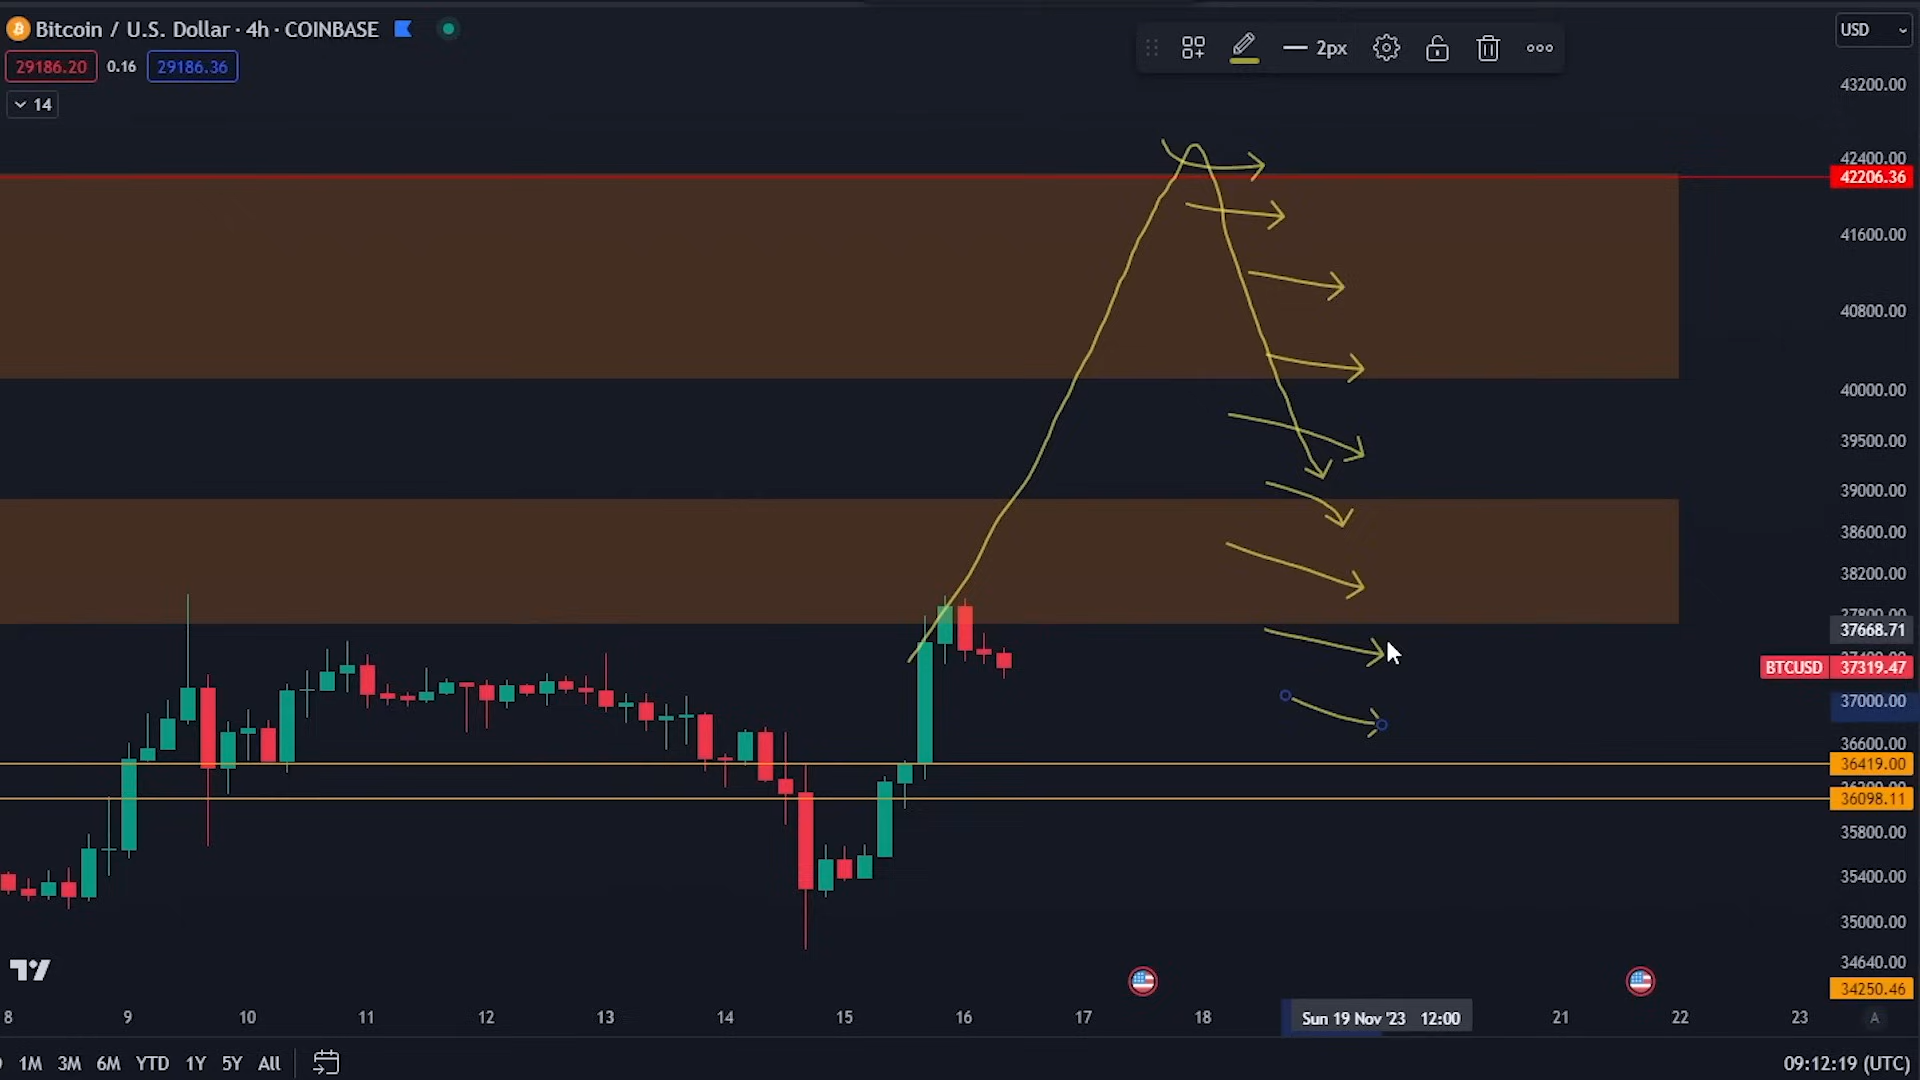 Bitcoin / U.S. Dollar · 4h · COINBASE
29186.20 0.16 29186.36
14
2px
USD
43200.00
42400.00
42206.36
41600.00
40800.00
40000.00
39500.00
39000.00
38600.00
38200.00
37800.00
37668.71
BTCUSD 37319.47
37000.00
36600.00
36419.00
36098.11
35800.00
35400.00
35000.00
34640.00
34250.46
8 9 10 11 12 13 14 15 16 17 18 Sun 19 Nov '23 12:00 21 22 23 A
1M 3M 6M YTD 1Y 5Y All
09:12:19 (UTC)